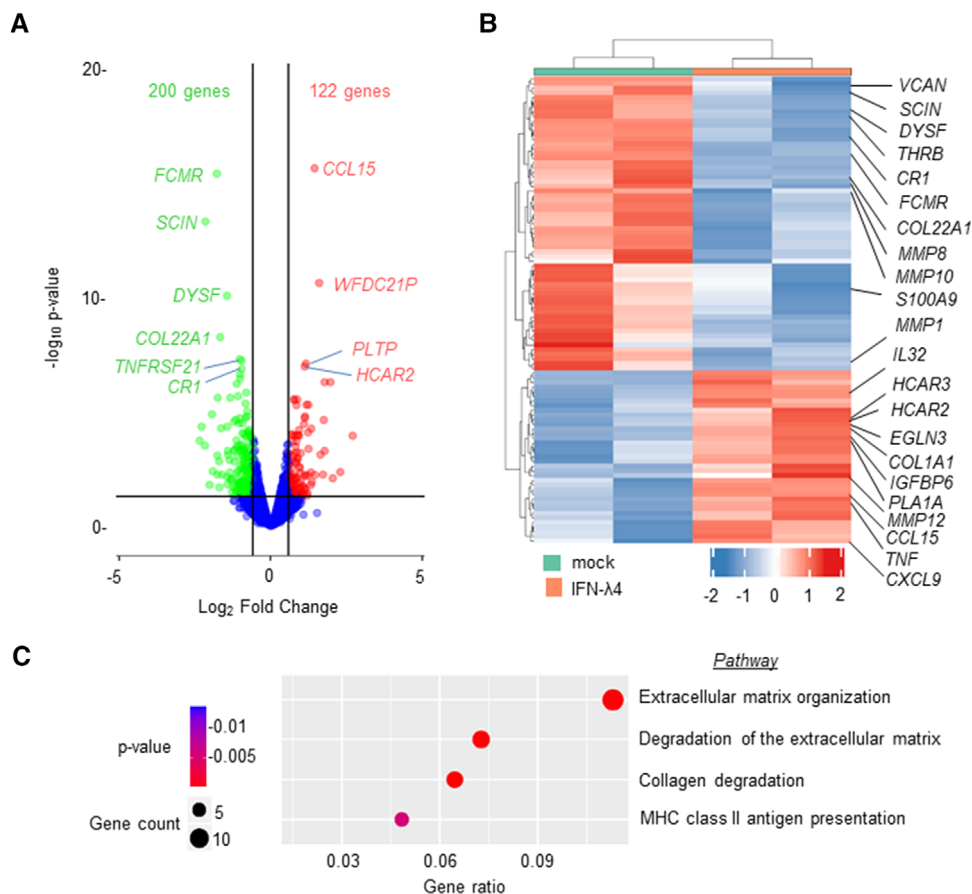 A
20-
10-
0-
-log10 p-value
200 genes
122 genes
FCMR
SCIN
DYSF
COL22A1
TNFRSF21
CR1
CCL15
WFDC21P
PLTP
HCAR2
-5
0
5
Log2 Fold Change
B
VCAN
SCIN
DYSF
THRB
CR1
FCMR
COL22A1
MMP8
MMP10
S100A9
MMP1
IL32
HCAR3
HCAR2
EGLN3
COL1A1
IGFBP6
PLA1A
MMP12
CCL15
TNF
CXCL9
mock
IFN-λ4
-2 -1 0 1 2
C
p-value
-0.01
-0.005
Gene count
5
10
Pathway
Extracellular matrix organization
Degradation of the extracellular matrix
Collagen degradation
MHC class II antigen presentation
0.03 0.06 0.09
Gene ratio